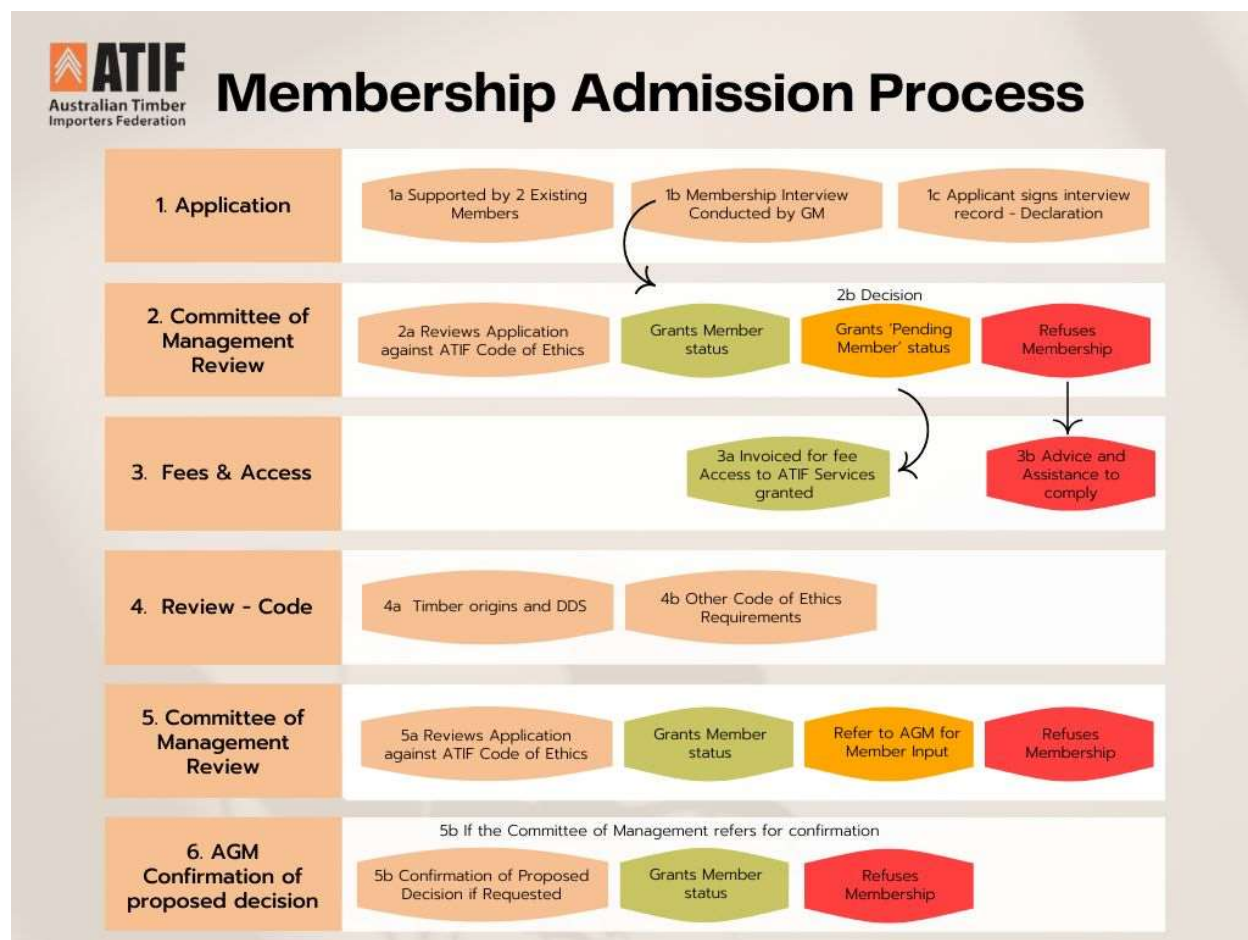 ATIF
Australian Timber
Importers Federation
Membership Admission Process
1. Application
1a Supported by 2 Existing
Members
1b Membership Interview
Conducted by GM
1c Applicant signs interview
record - Declaration
2. Committee of
Management
Review
2a Reviews Application
against ATIF Code of Ethics
Grants Member
status
2b Decision
Grants 'Pending
Member' status
Refuses
Membership
3. Fees & Access
3a Invoiced for fee
Access to ATIF Services
granted
3b Advice and
Assistance to
comply
4. Review - Code
4a Timber origins and DDS
4b Other Code of Ethics
Requirements
5. Committee of
Management
Review
5a Reviews Application
against ATIF Code of Ethics
Grants Member
status
Refer to AGM for
Member Input
Refuses
Membership
6. AGM
Confirmation of
proposed decision
5b If the Committee of Management refers for confirmation
5b Confirmation of Proposed
Decision if Requested
Grants Member
status
Refuses
Membership